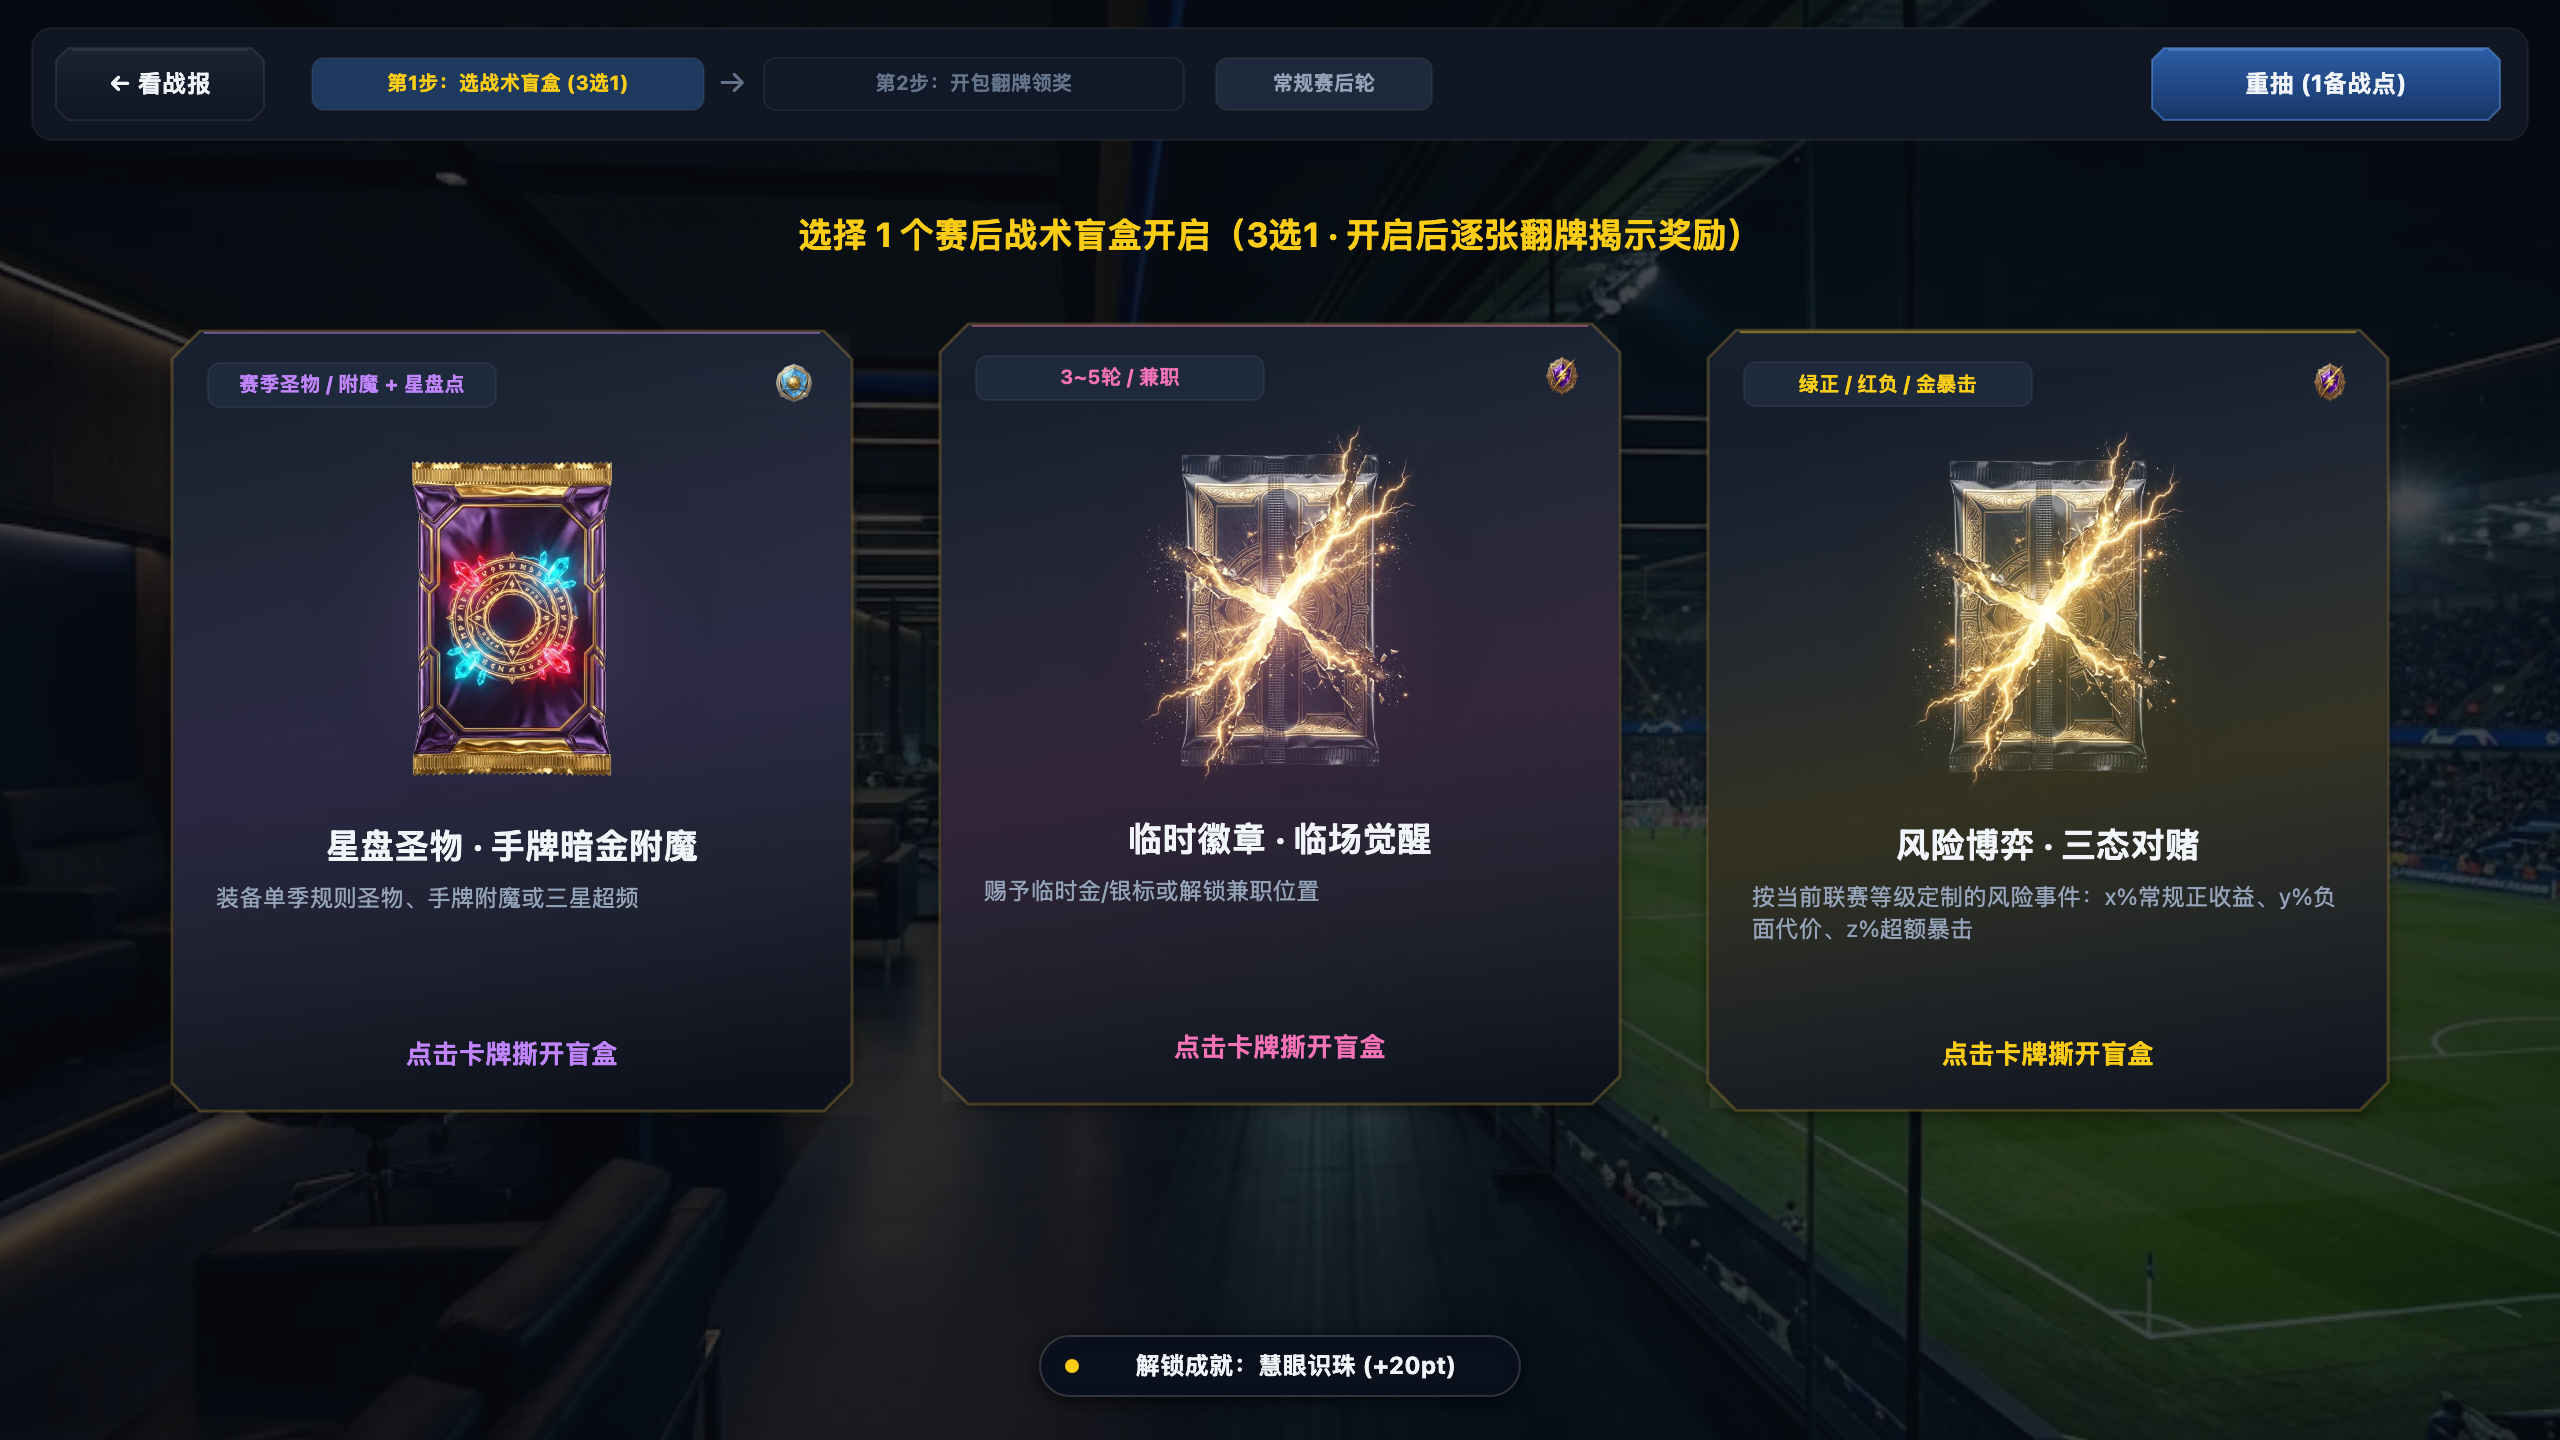 ← 看战报
第1步：选战术盲盒 (3选1)
→
第2步：开包翻牌领奖
常规赛后轮
重抽 (1备战点)
选择 1 个赛后战术盲盒开启（3选1 · 开启后逐张翻牌揭示奖励）
赛季圣物 / 附魔 + 星盘点
星盘圣物 · 手牌暗金附魔
装备单季规则圣物、手牌附魔或三星超频
点击卡牌撕开盲盒
3~5轮 / 兼职
临时徽章 · 临场觉醒
赐予临时金/银标或解锁兼职位置
点击卡牌撕开盲盒
绿正 / 红负 / 金暴击
风险博弈 · 三态对赌
按当前联赛等级定制的风险事件：x%常规正收益、y%负
面代价、z%超额暴击
点击卡牌撕开盲盒
解锁成就：慧眼识珠 (+20pt)